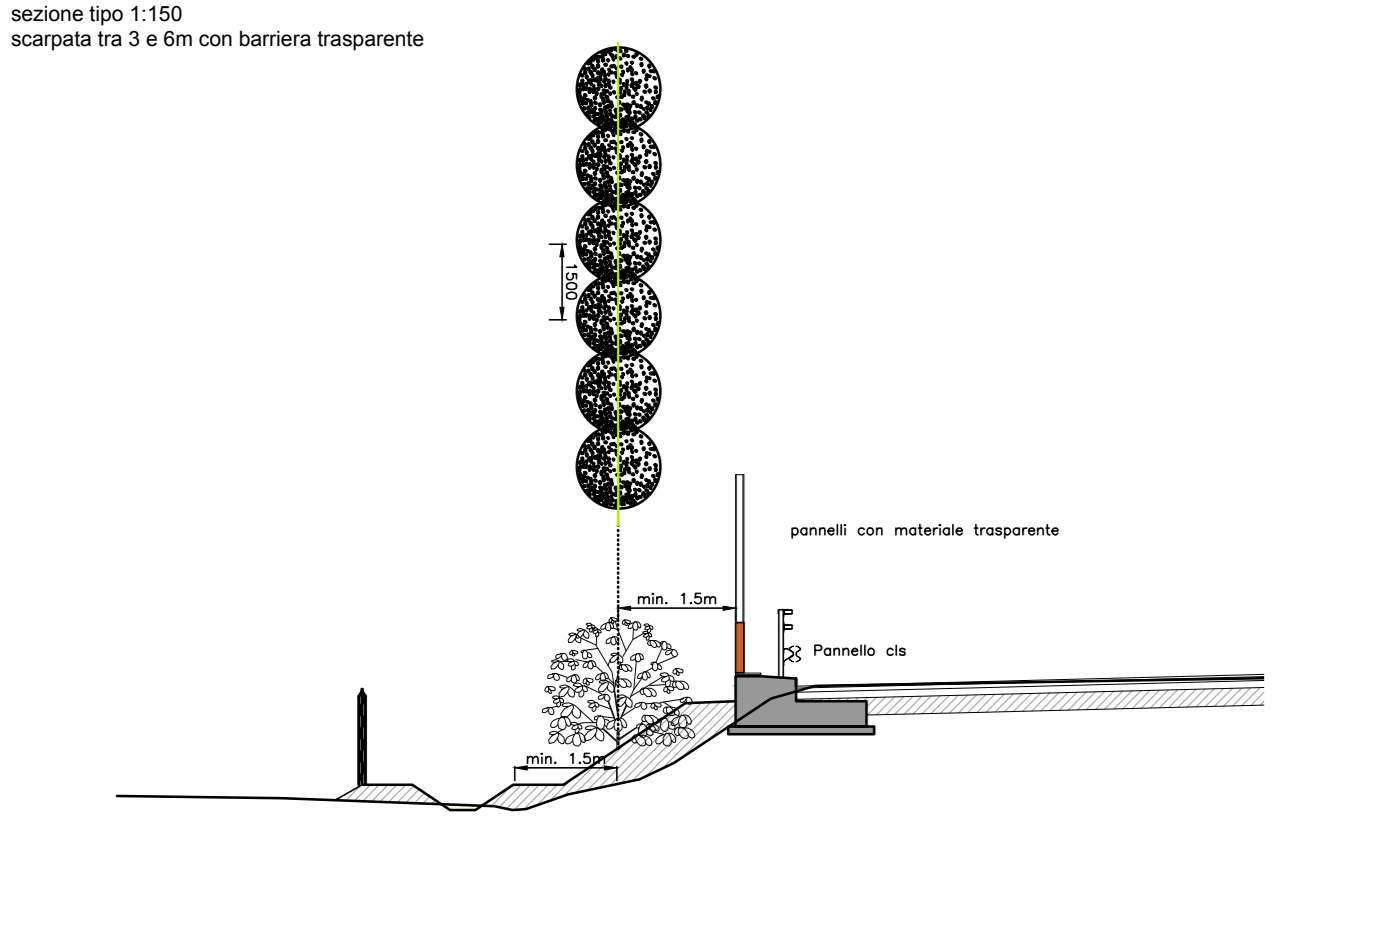 sezione tipo 1:150
scarpata tra 3 e 6m con barriera trasparente
1500
pannelli con materiale trasparente
min. 1.5m
Pannello cls
min. 1.5m